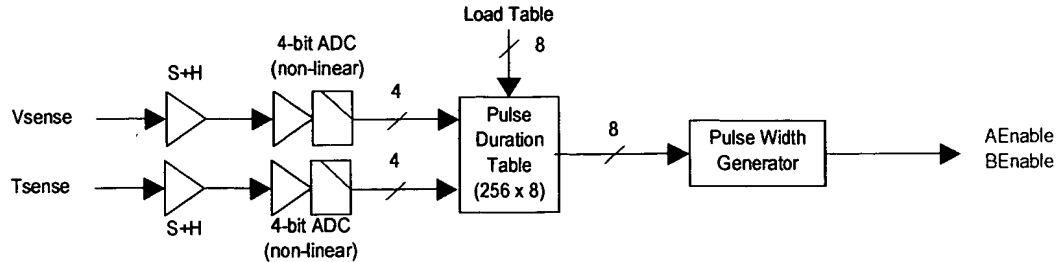 Load Table
8
4-bit ADC
(non-linear)
S+H
Vsense
4
Pulse
Duration
Table
(256 x 8)
8
Pulse Width
Generator
AEnable
BEnable
Tsense
4
S+H
4-bit ADC
(non-linear)